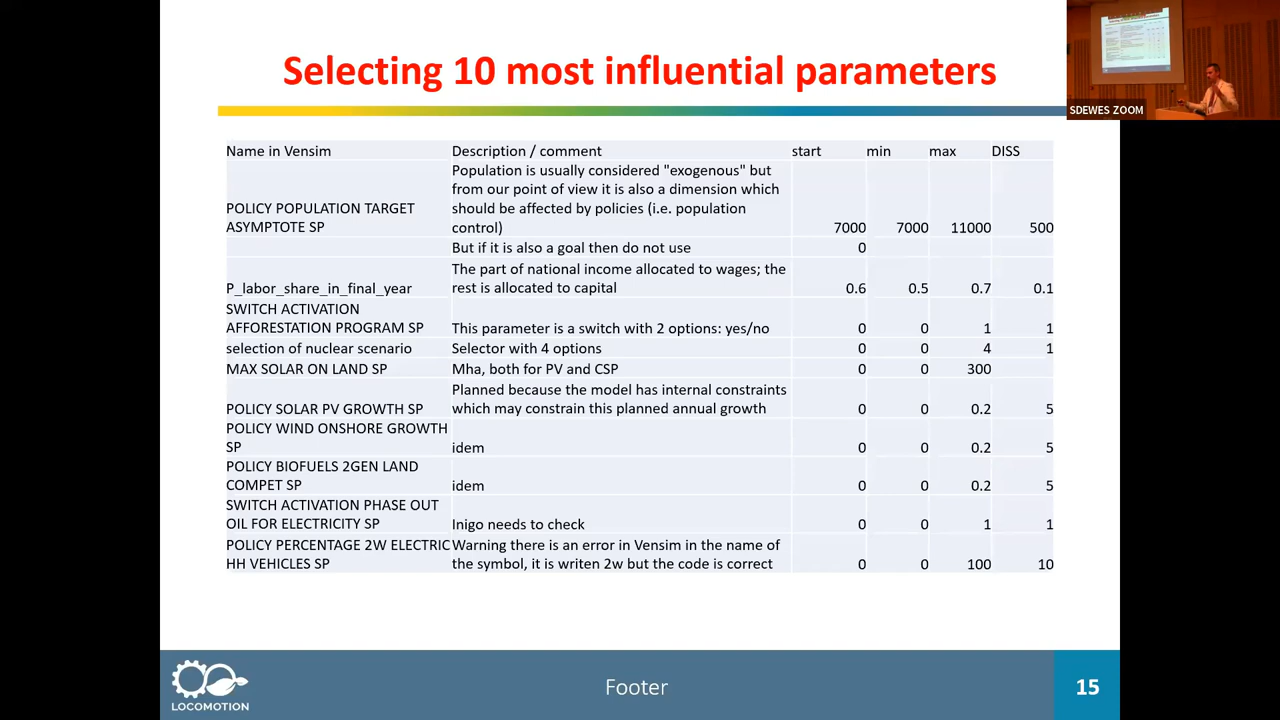 Selecting 10 most influential parameters
SDEWES ZOOM
Name in Vensim Description / comment start min max DISS
Population is usually considered "exogenous" but
from our point of view it is also a dimension which
POLICY POPULATION TARGET should be affected by policies (i.e. population
ASYMPTOTE SP control) 7000 7000 11000 500
But if it is also a goal then do not use 0
The part of national income allocated to wages; the
P_labor_share_in_final_year rest is allocated to capital 0.6 0.5 0.7 0.1
SWITCH ACTIVATION
AFFORESTATION PROGRAM SP This parameter is a switch with 2 options: yes/no 0 0 1 1
selection of nuclear scenario Selector with 4 options 0 0 4 1
MAX SOLAR ON LAND SP Mha, both for PV and CSP 0 0 300
Planned because the model has internal constraints
POLICY SOLAR PV GROWTH SP which may constrain this planned annual growth 0 0 0.2 5
POLICY WIND ONSHORE GROWTH
SP idem 0 0 0.2 5
POLICY BIOFUELS 2GEN LAND
COMPET SP idem 0 0 0.2 5
SWITCH ACTIVATION PHASE OUT
OIL FOR ELECTRICITY SP Inigo needs to check 0 0 1 1
POLICY PERCENTAGE 2W ELECTRIC Warning there is an error in Vensim in the name of
HH VEHICLES SP the symbol, it is writen 2w but the code is correct 0 0 100 10
LOCOMOTION
Footer
15